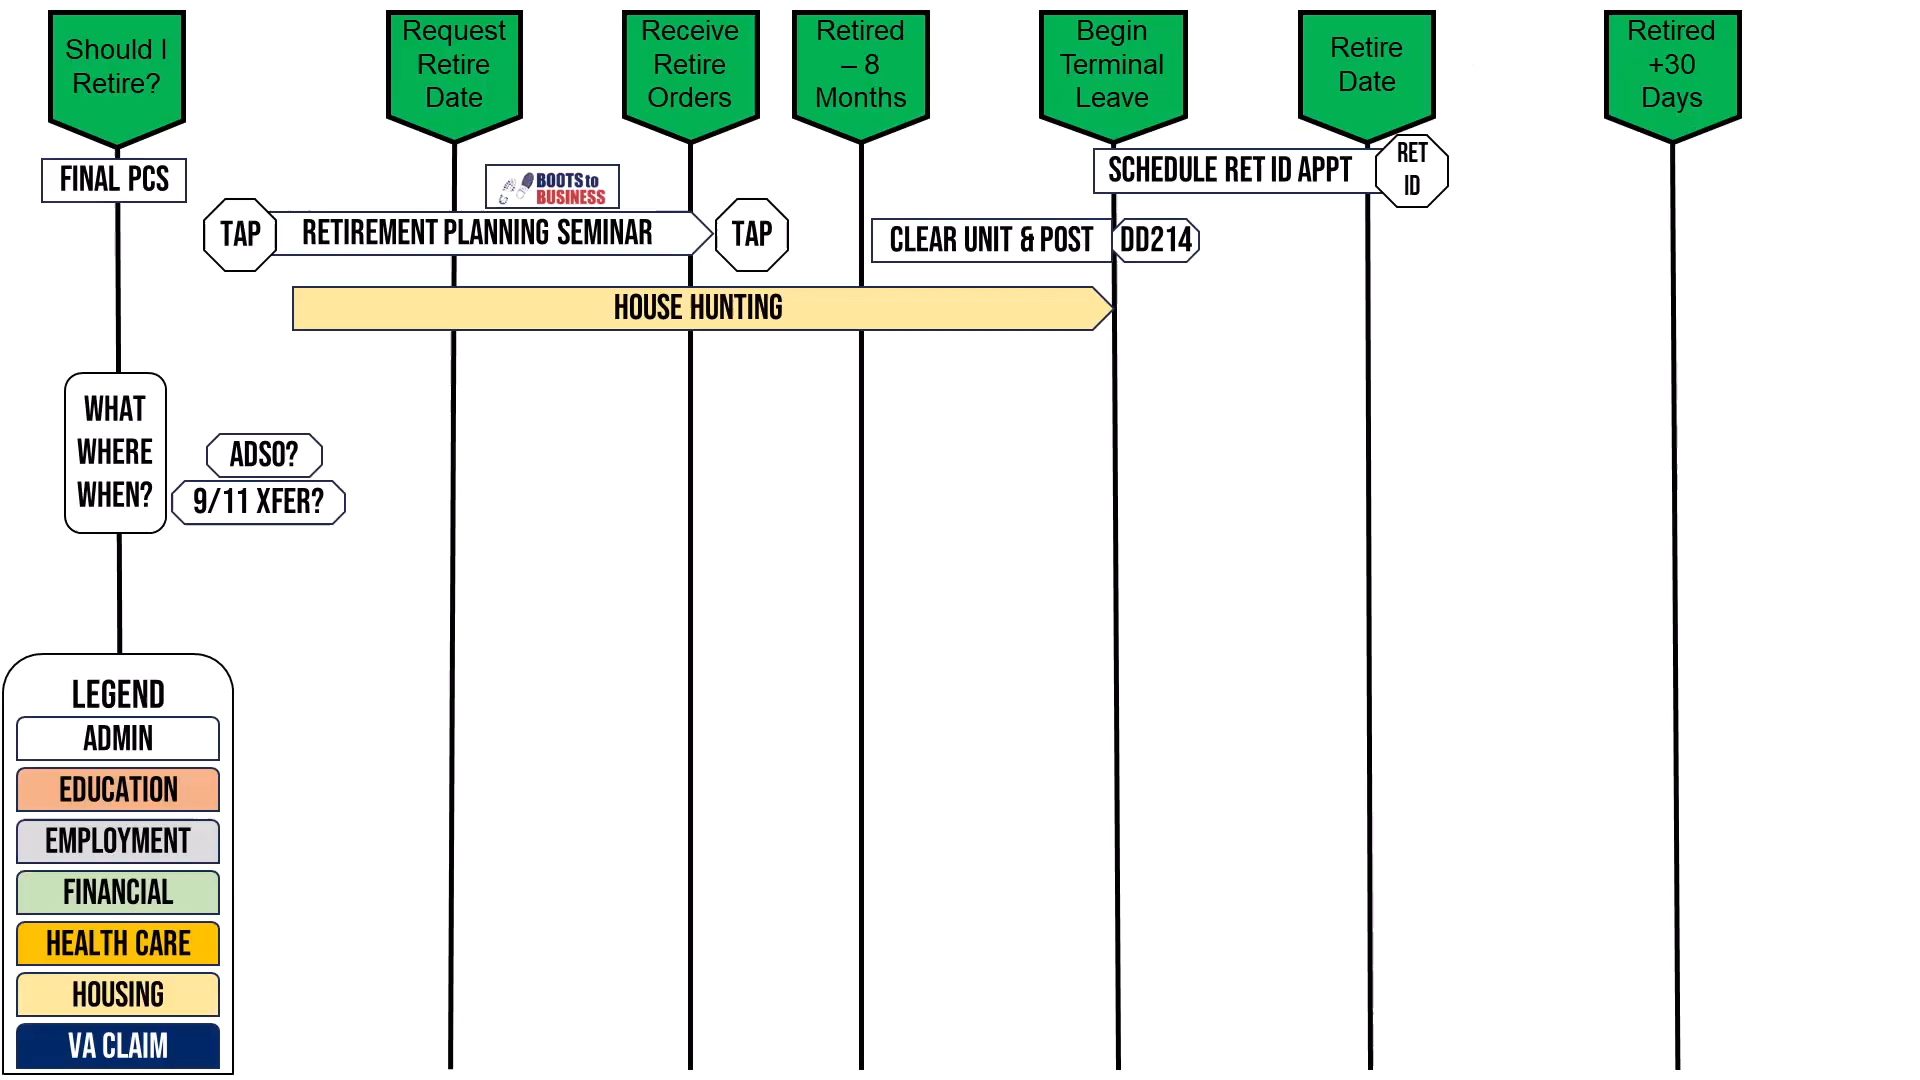 Should I
Retire?
Request
Retire
Date
Receive
Retire
Orders
Retired
– 8
Months
Begin
Terminal
Leave
Retire
Date
Retired
+30
Days
FINAL PCS
BOOTS to
BUSINESS
SCHEDULE RET ID APPT
RET
ID
TAP
RETIREMENT PLANNING SEMINAR
TAP
CLEAR UNIT & POST
DD214
HOUSE HUNTING
WHAT
WHERE
WHEN?
ADSO?
9/11 XFER?
LEGEND
ADMIN
EDUCATION
EMPLOYMENT
FINANCIAL
HEALTH CARE
HOUSING
VA CLAIM